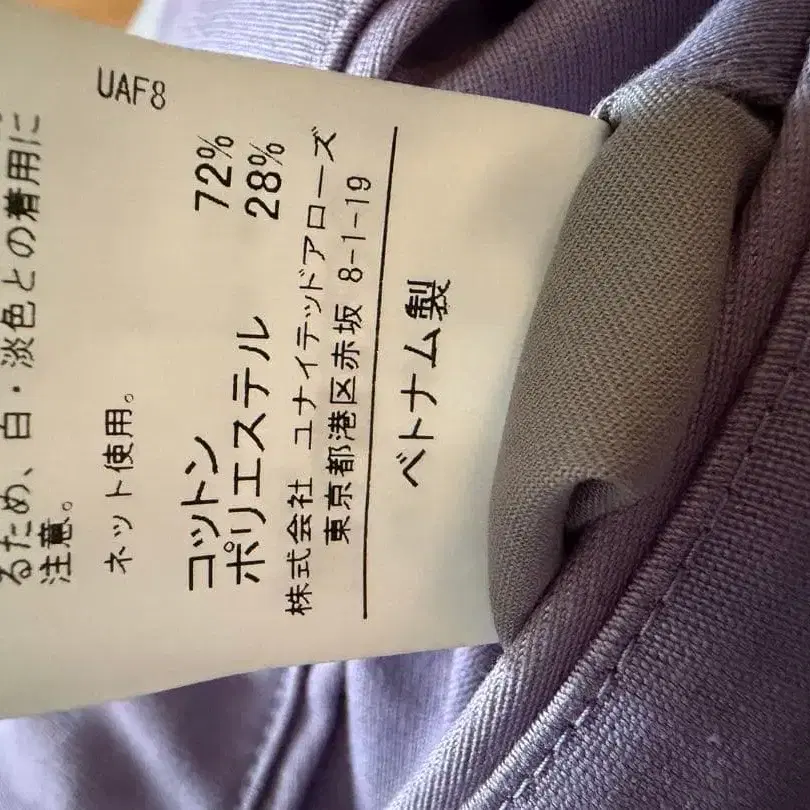 るため、白・淡色との着用に
注意。
ネット使用。
UAF8
コットン 72%
ポリエステル 28%
株式会社 ユナイテッドアローズ
東京都港区赤坂 8-1-19
ベトナム製